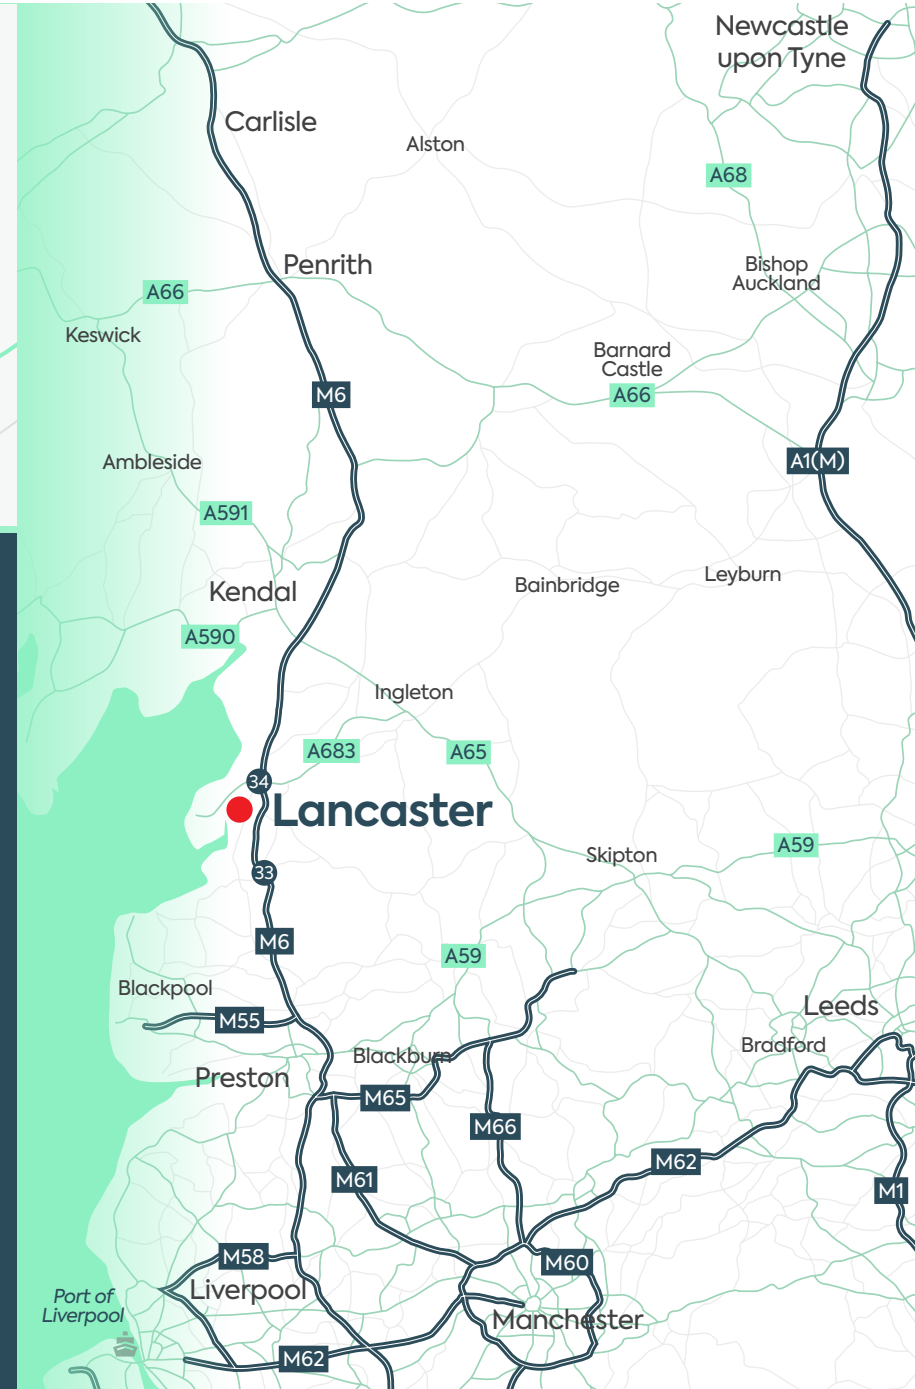 Newcastle
upon Tyne
Carlisle
Alston
A68
Penrith
Bishop
Auckland
A66
Keswick
Barnard
Castle
A66
M6
Ambleside
A1(M)
A591
Kendal
Bainbridge
Leyburn
A590
Ingleton
A683
A65
34
Lancaster
A59
Skipton
33
M6
A59
Blackpool
Leeds
M55
Bradford
Blackburn
Preston
M65
M66
M62
M61
M1
M58
M60
Liverpool
Port of
Liverpool
Manchester
M62